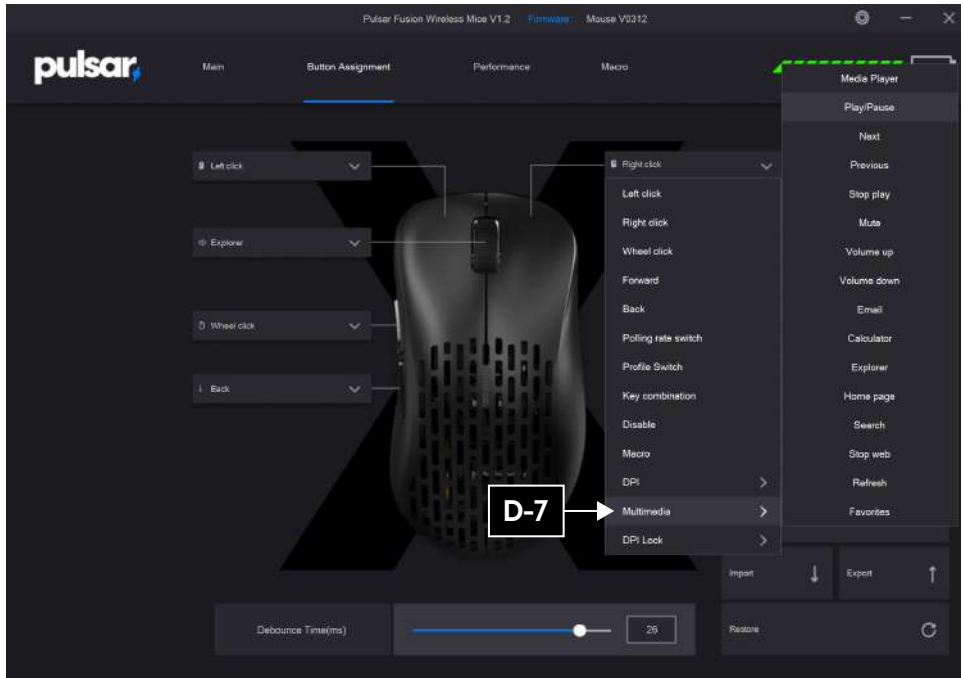 Pulsar Fusion Wireless Mice V1.2 Firmware: Mouse V0312
pulsar
Main Button Assignment Performance Macro
Left click
Explorer
Wheel click
Back
Right click
Left click
Right click
Wheel click
Forward
Back
Polling rate switch
Profile Switch
Key combination
Disable
Macro
DPI
Multimedia
DPI Lock
D-7
Media Player
Play/Pause
Next
Previous
Stop play
Mute
Volume up
Volume down
Email
Calculator
Explorer
Home page
Search
Stop web
Refresh
Favorites
Import Export
Restore
Debounce Time(ms) 26